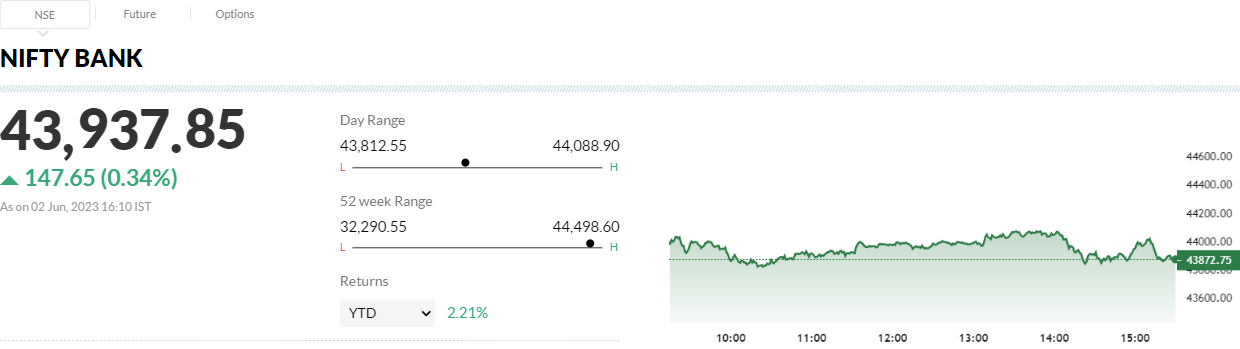 NSE
Future
Options
NIFTY BANK
43,937.85
147.65 (0.34%)
As on 02 Jun, 2023 16:10 IST
Day Range
43,812.55 44,088.90
L H
52 week Range
32,290.55 44,498.60
L H
Returns
YTD 2.21%
44600.00
44400.00
44200.00
44000.00
43872.75
43800.00
43600.00
10:00 11:00 12:00 13:00 14:00 15:00